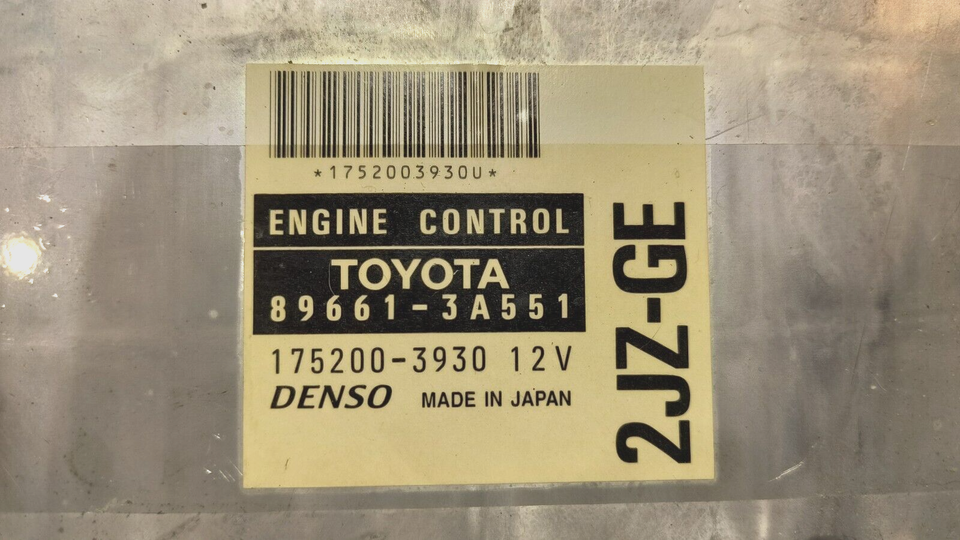 *1752003930U*
ENGINE CONTROL
TOYOTA
89661-3A551
175200-3930 12V
DENSO MADE IN JAPAN
2JZ-GE